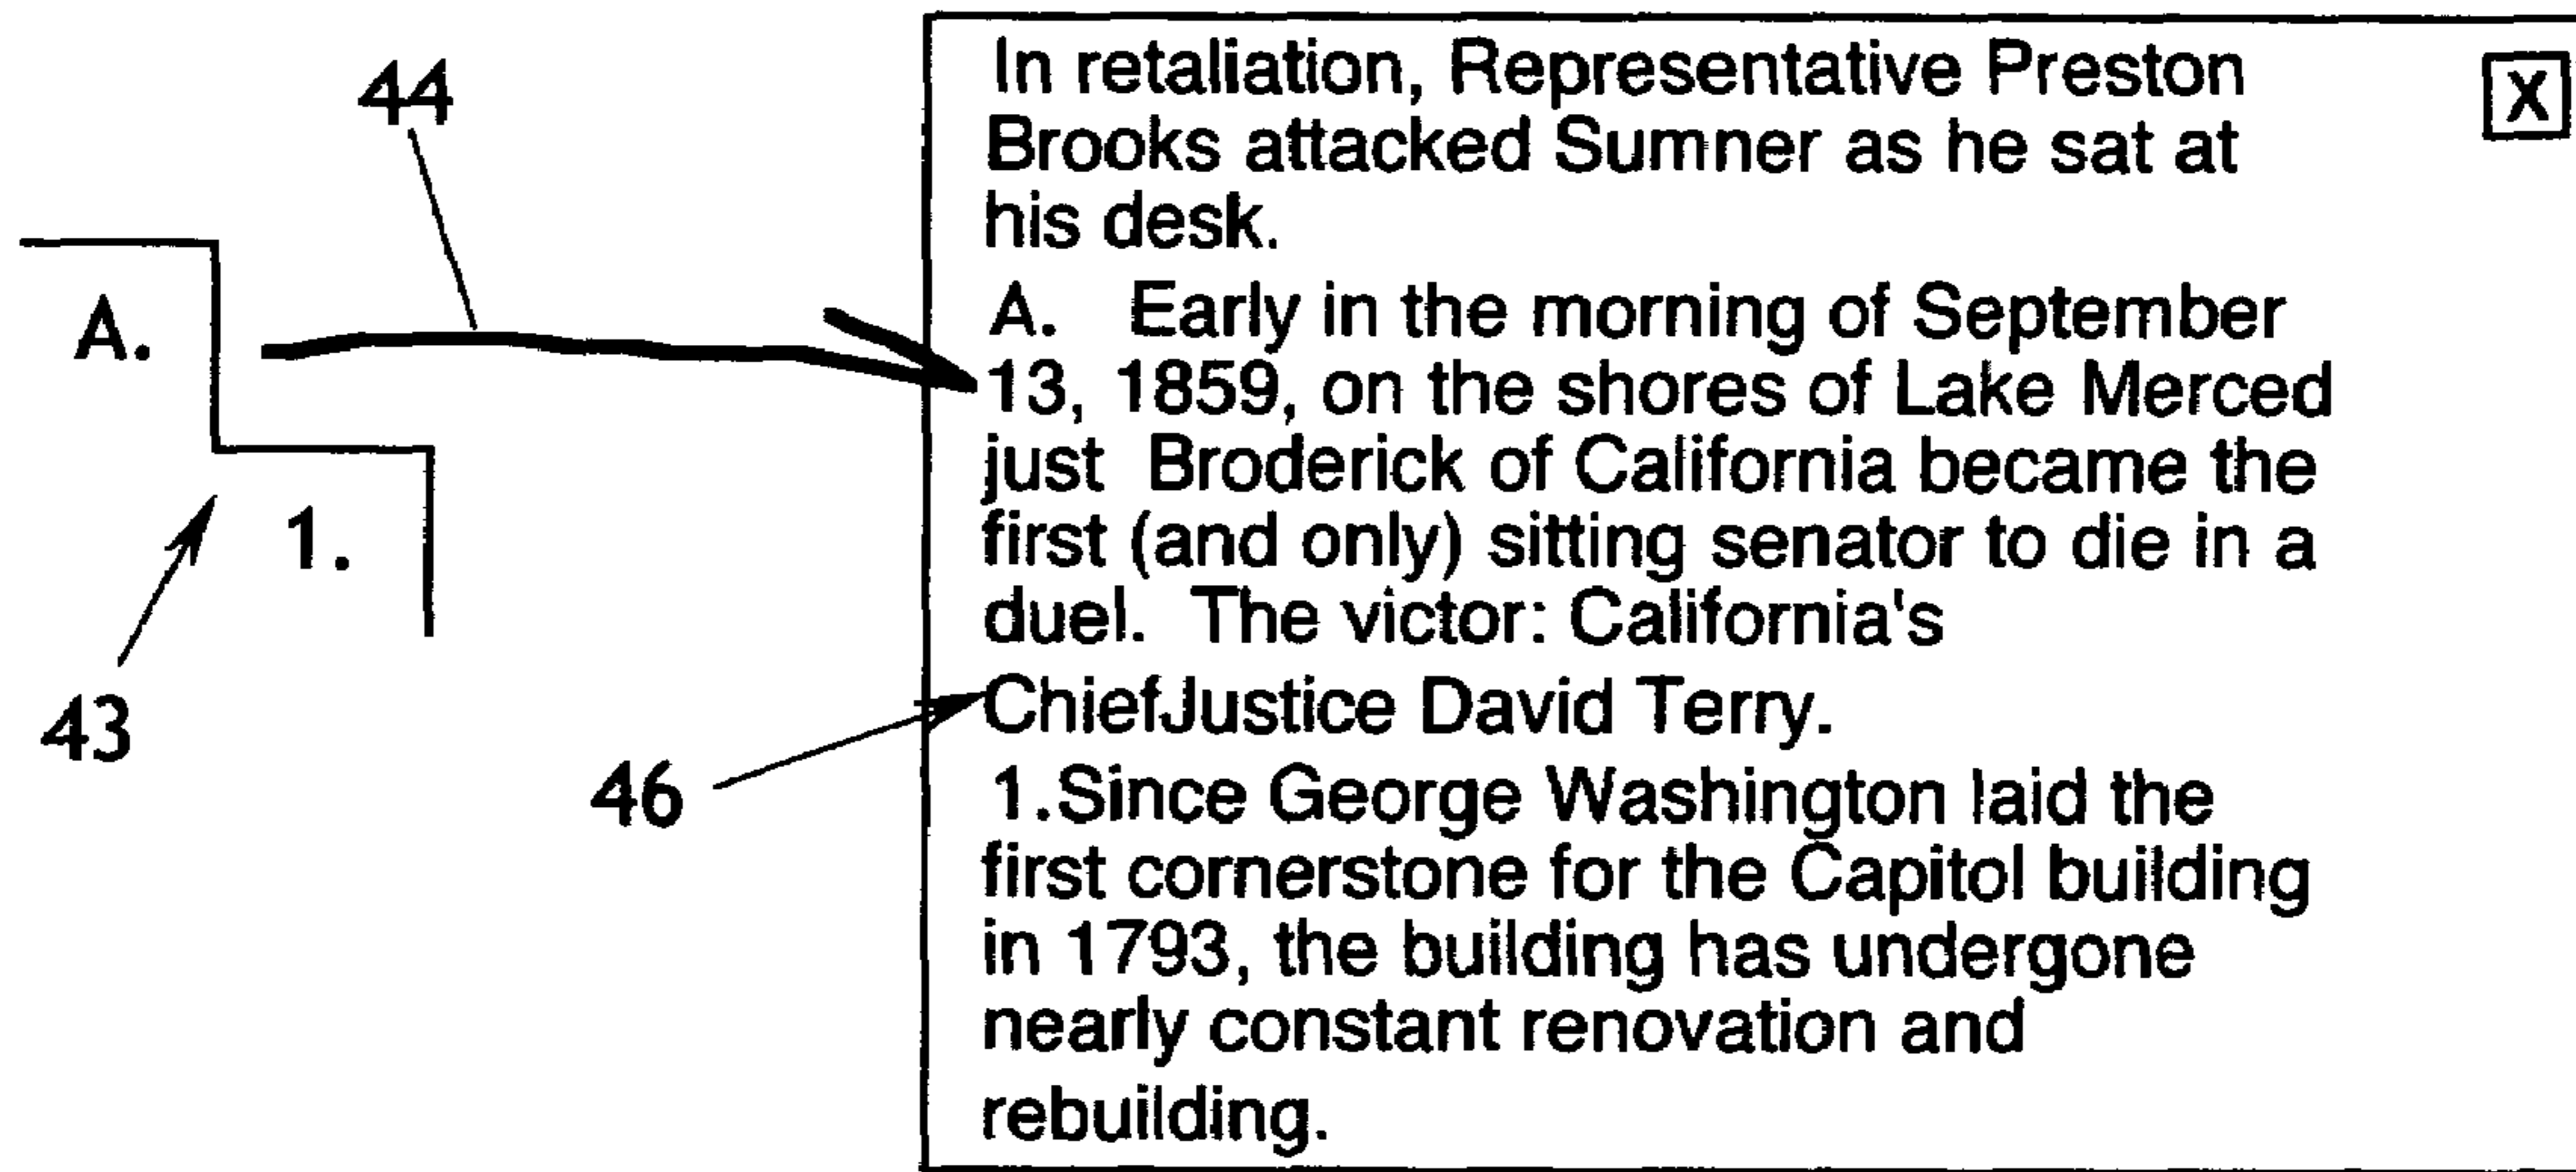 44
A.
1.
43
46
X
In retaliation, Representative Preston
Brooks attacked Sumner as he sat at
his desk.
A. Early in the morning of September
13, 1859, on the shores of Lake Merced
just Broderick of California became the
first (and only) sitting senator to die in a
duel. The victor: California's
ChiefJustice David Terry.
1.Since George Washington laid the
first cornerstone for the Capitol building
in 1793, the building has undergone
nearly constant renovation and
rebuilding.